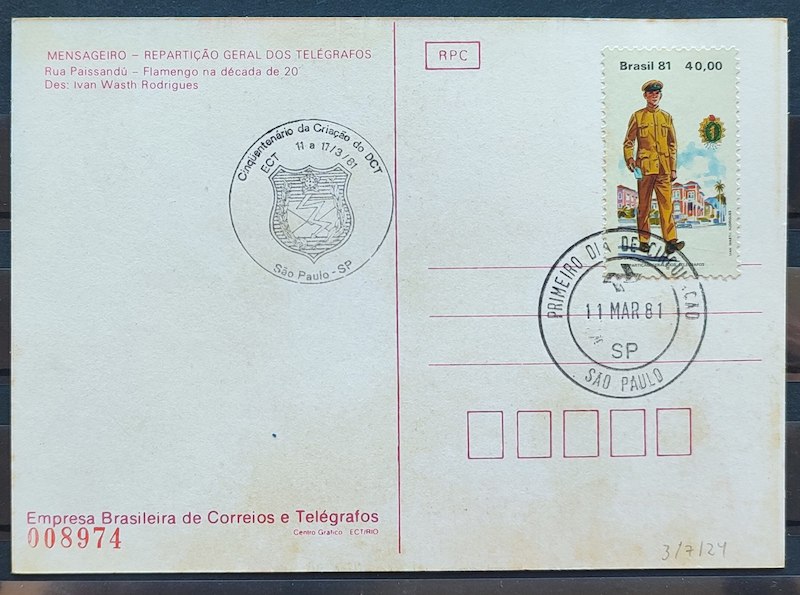 MENSAGEIRO – REPARTIÇÃO GERAL DOS TELÉGRAFOS
Rua Paissandú – Flamengo na década de 20
Des: Ivan Wasth Rodrigues
Cinqüentenário da Criação do DCT
ECT 11 a 17/3/81
São Paulo - SP
RPC
Brasil 81 40,00
PRIMEIRO DIA DE CIRCULAÇÃO
11 MAR 81
SP
SÃO PAULO
Empresa Brasileira de Correios e Telégrafos
Centro Gráfico ECT/RIO
008974
3/7/24